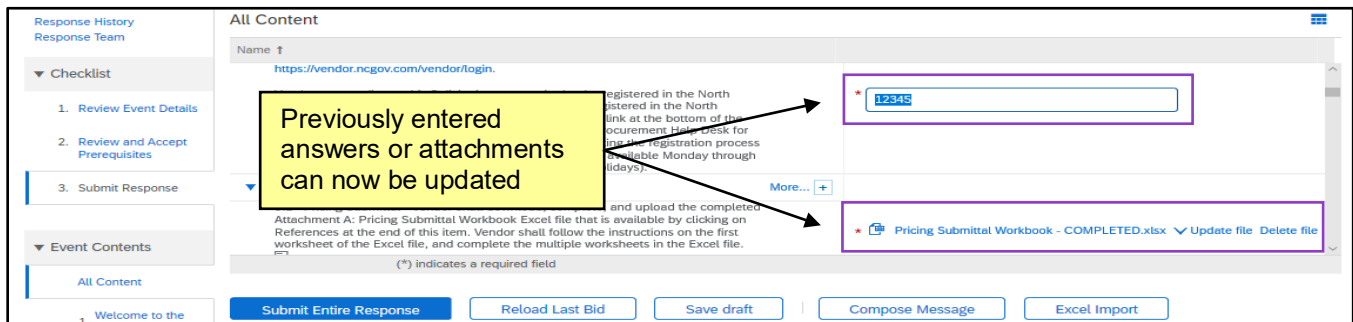 Response History
Response Team
▼ Checklist
1. Review Event Details
2. Review and Accept
Prerequisites
3. Submit Response
▼ Event Contents
All Content
1 Welcome to the
All Content
Name ↑
https://vendor.ncgov.com/vendor/login.
egistered in the North
gistered in the North
link at the bottom of the
ocurement Help Desk for
ing the registration process
available Monday through
lidays).
* 12345
Previously entered
answers or attachments
can now be updated
▼ More... +
and upload the completed
Attachment A: Pricing Submittal Workbook Excel file that is available by clicking on
References at the end of this item. Vendor shall follow the instructions on the first
worksheet of the Excel file, and complete the multiple worksheets in the Excel file.
* Pricing Submittal Workbook - COMPLETED.xlsx Update file Delete file
(*) indicates a required field
Submit Entire Response
Reload Last Bid
Save draft
Compose Message
Excel Import